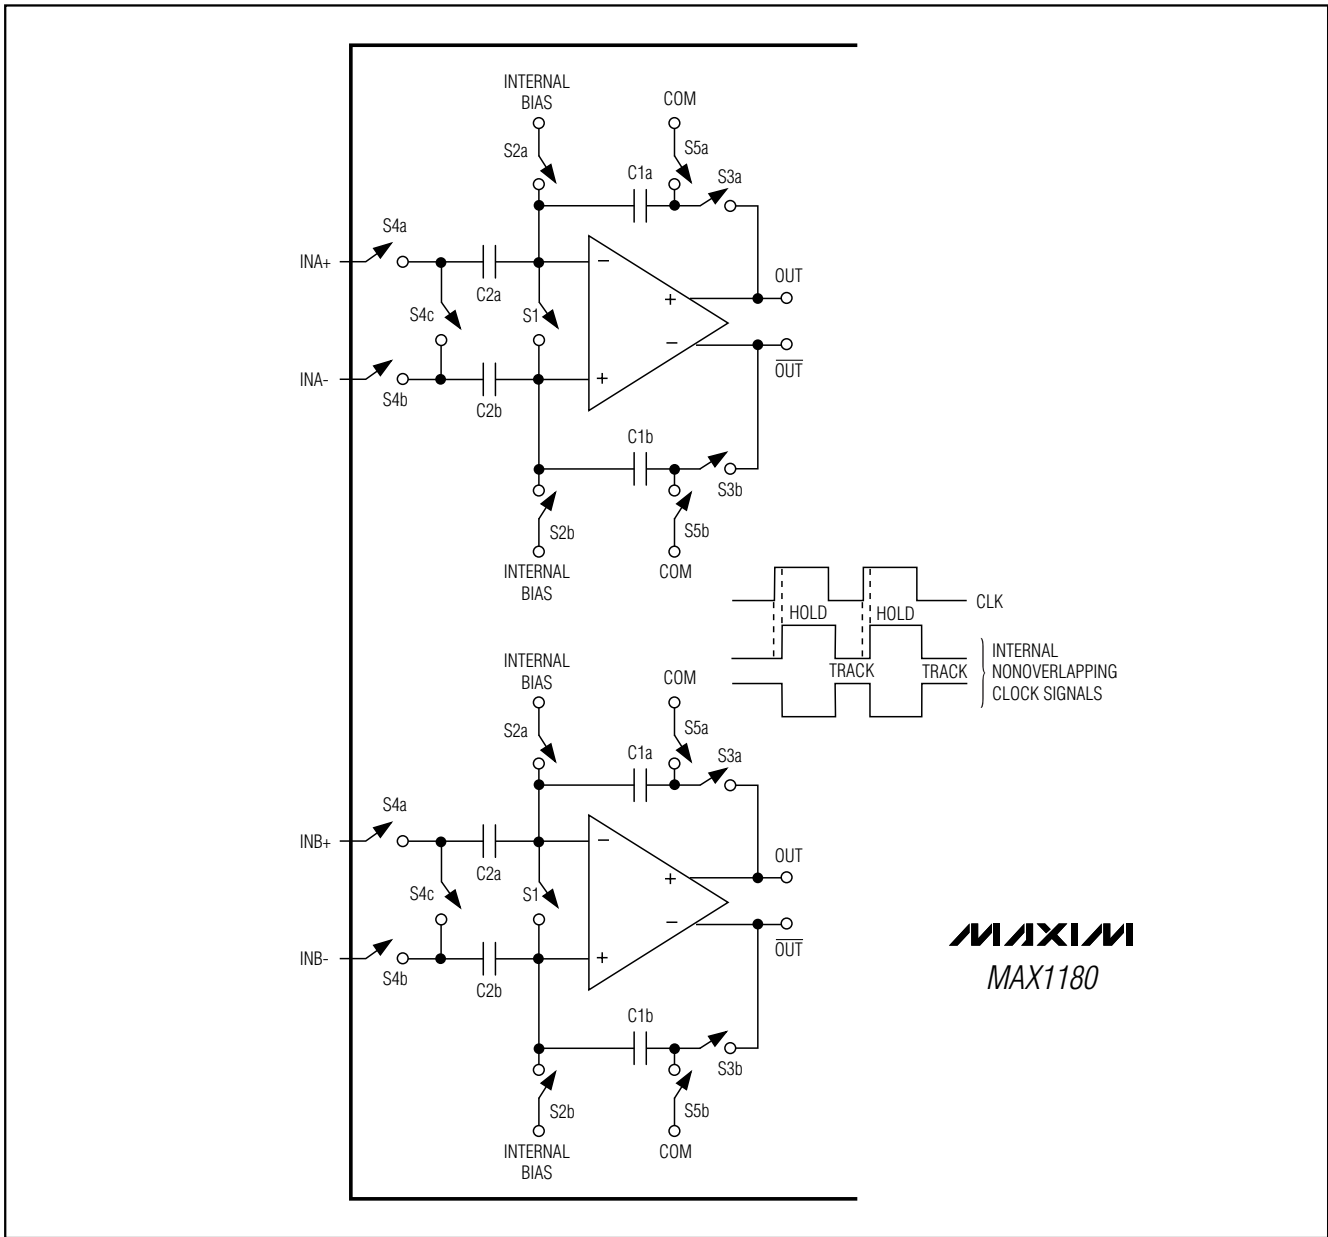 INTERNAL
BIAS
COM
S2a
S5a
C1a
S3a
S4a
INA+
−
OUT
C2a
+
S4c
S1
−
OUT
INA-
+
S4b
C2b
C1b
S3b
S2b
S5b
INTERNAL
BIAS
COM
CLK
HOLD
HOLD
INTERNAL
TRACK
TRACK
NONOVERLAPPING
CLOCK SIGNALS
INTERNAL
BIAS
COM
S2a
S5a
C1a
S3a
S4a
INB+
−
OUT
C2a
+
S4c
S1
−
OUT
INB-
+
S4b
C2b
MAXIM
MAX1180
C1b
S3b
S2b
S5b
INTERNAL
BIAS
COM